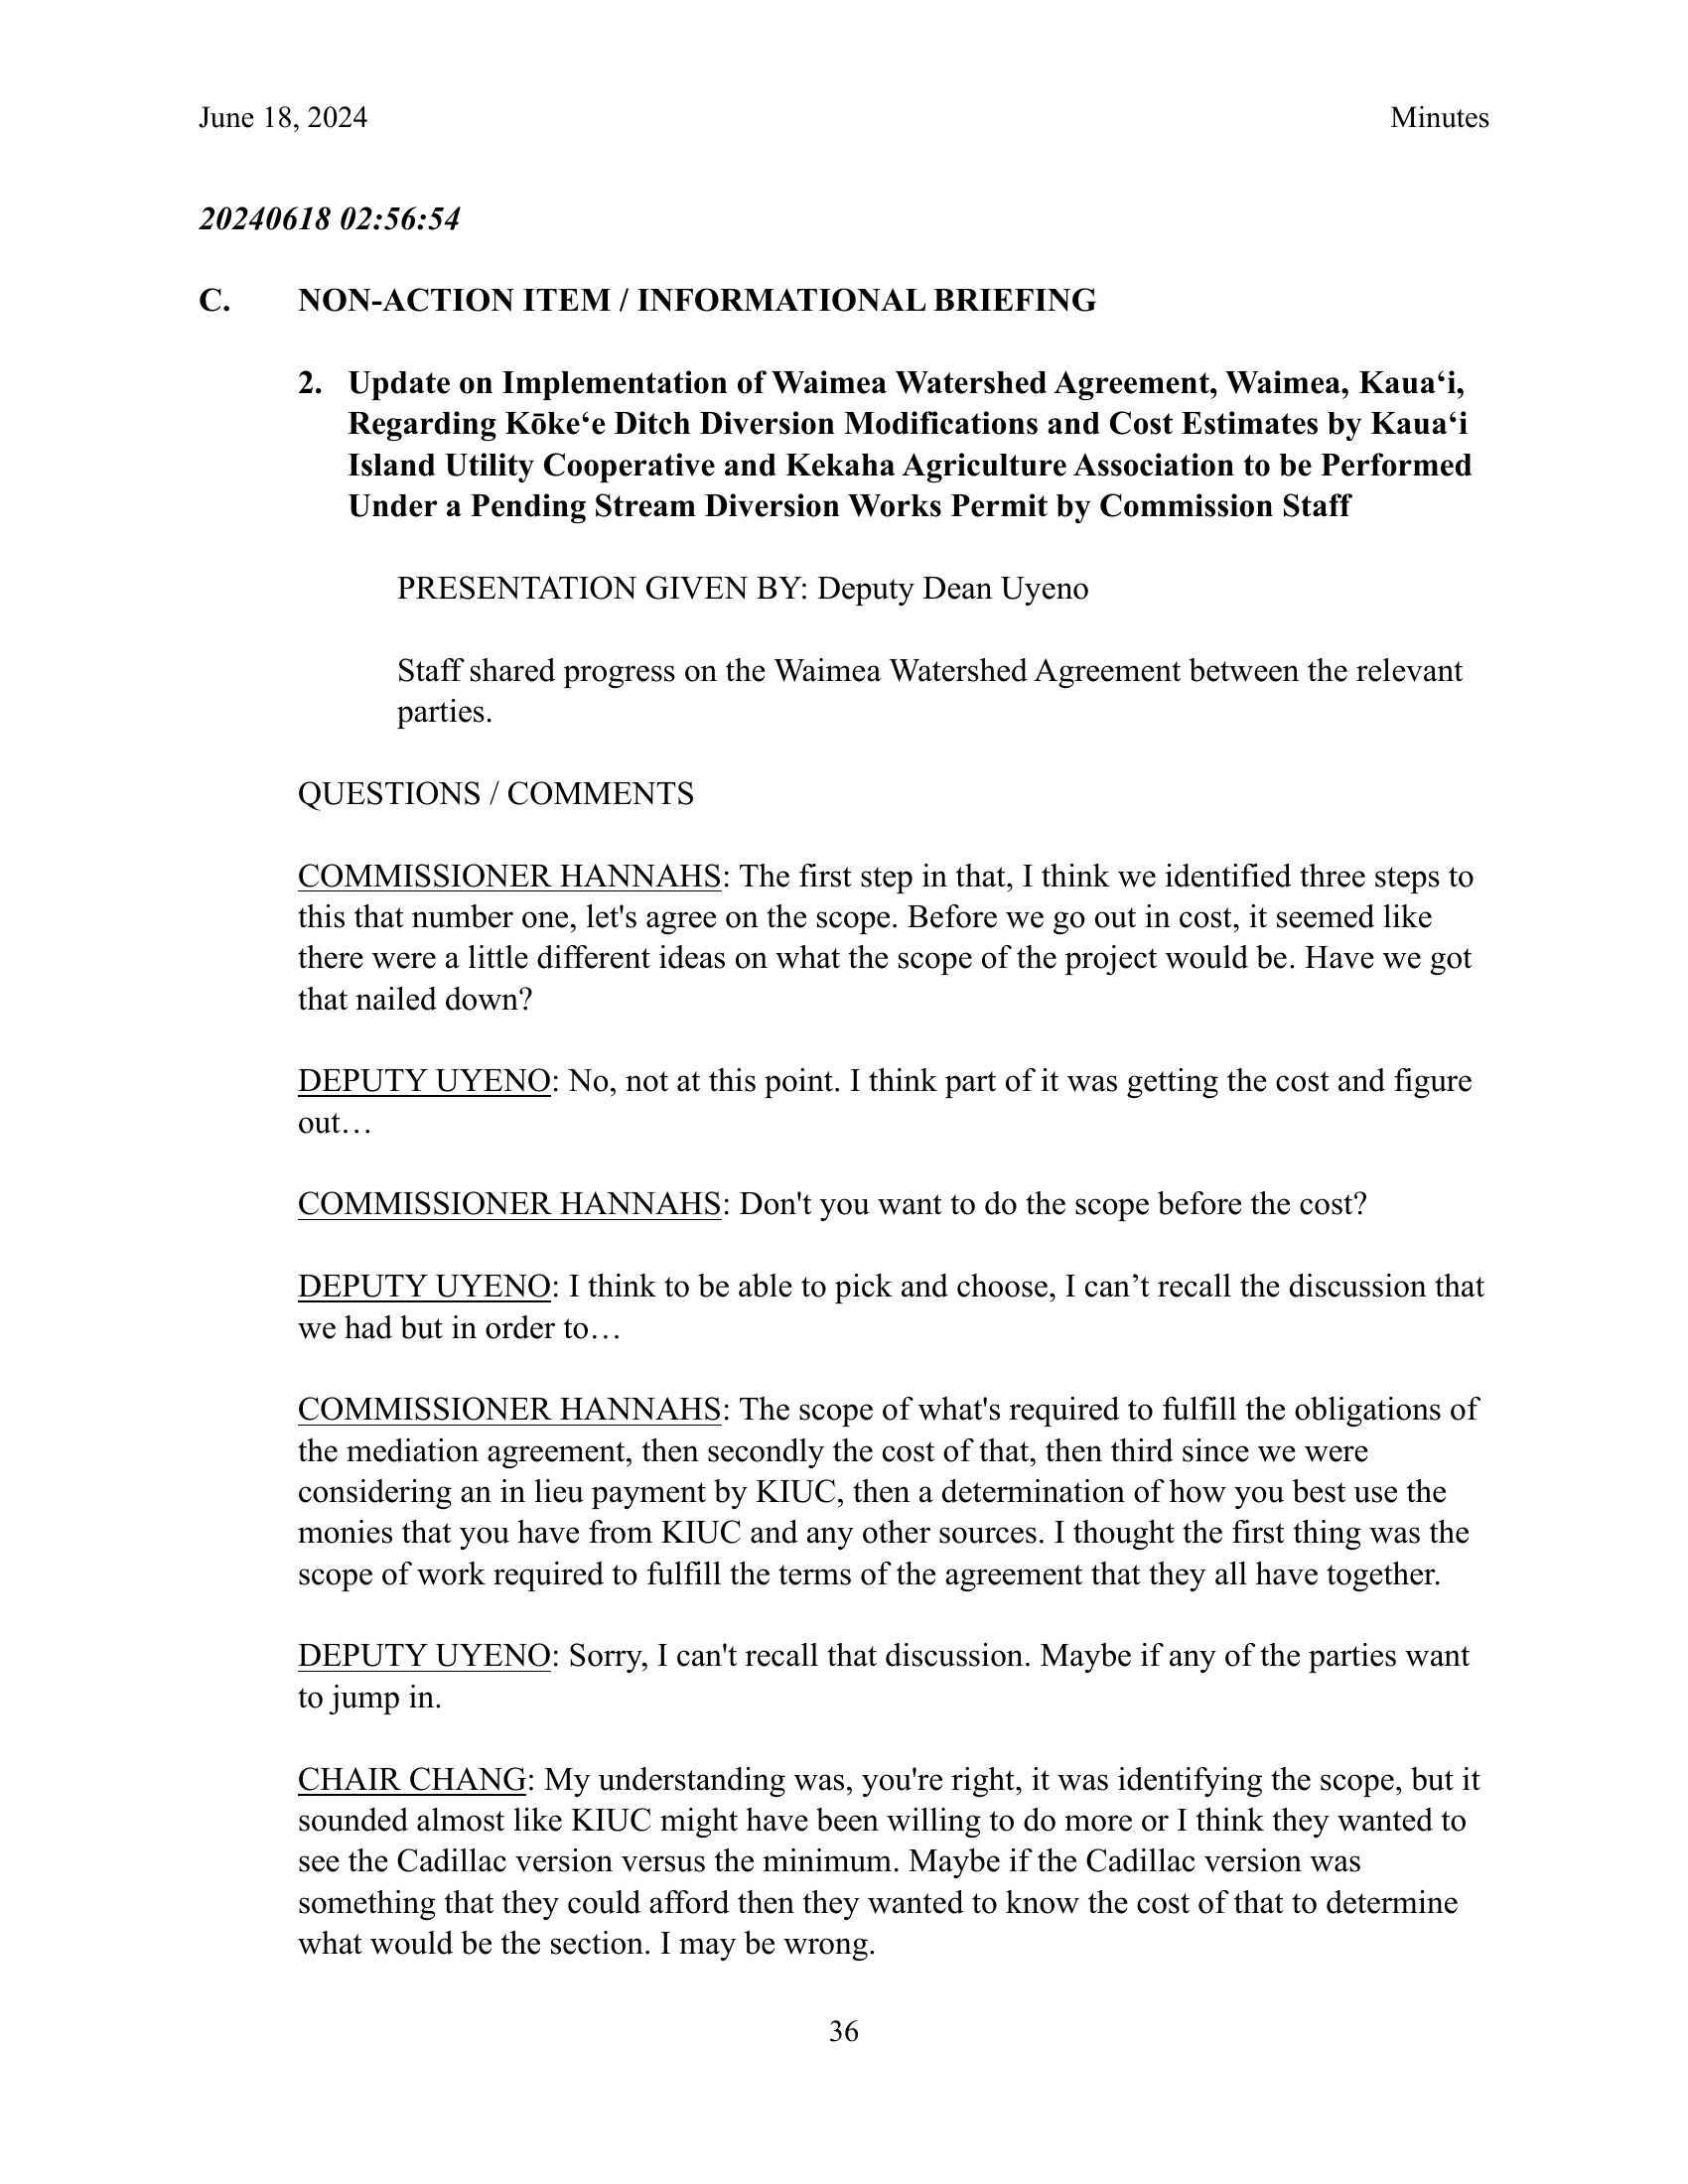 June 18, 2024 Minutes
20240618 02:56:54
C. NON-ACTION ITEM / INFORMATIONAL BRIEFING
2. Update on Implementation of Waimea Watershed Agreement, Waimea, Kauaʻi,
Regarding Kōkeʻe Ditch Diversion Modifications and Cost Estimates by Kauaʻi
Island Utility Cooperative and Kekaha Agriculture Association to be Performed
Under a Pending Stream Diversion Works Permit by Commission Staff
PRESENTATION GIVEN BY: Deputy Dean Uyeno
Staff shared progress on the Waimea Watershed Agreement between the relevant
parties.
QUESTIONS / COMMENTS
COMMISSIONER HANNAHS: The first step in that, I think we identified three steps to
this that number one, let's agree on the scope. Before we go out in cost, it seemed like
there were a little different ideas on what the scope of the project would be. Have we got
that nailed down?
DEPUTY UYENO: No, not at this point. I think part of it was getting the cost and figure
out…
COMMISSIONER HANNAHS: Don't you want to do the scope before the cost?
DEPUTY UYENO: I think to be able to pick and choose, I can’t recall the discussion that
we had but in order to…
COMMISSIONER HANNAHS: The scope of what's required to fulfill the obligations of
the mediation agreement, then secondly the cost of that, then third since we were
considering an in lieu payment by KIUC, then a determination of how you best use the
monies that you have from KIUC and any other sources. I thought the first thing was the
scope of work required to fulfill the terms of the agreement that they all have together.
DEPUTY UYENO: Sorry, I can't recall that discussion. Maybe if any of the parties want
to jump in.
CHAIR CHANG: My understanding was, you're right, it was identifying the scope, but it
sounded almost like KIUC might have been willing to do more or I think they wanted to
see the Cadillac version versus the minimum. Maybe if the Cadillac version was
something that they could afford then they wanted to know the cost of that to determine
what would be the section. I may be wrong.
36